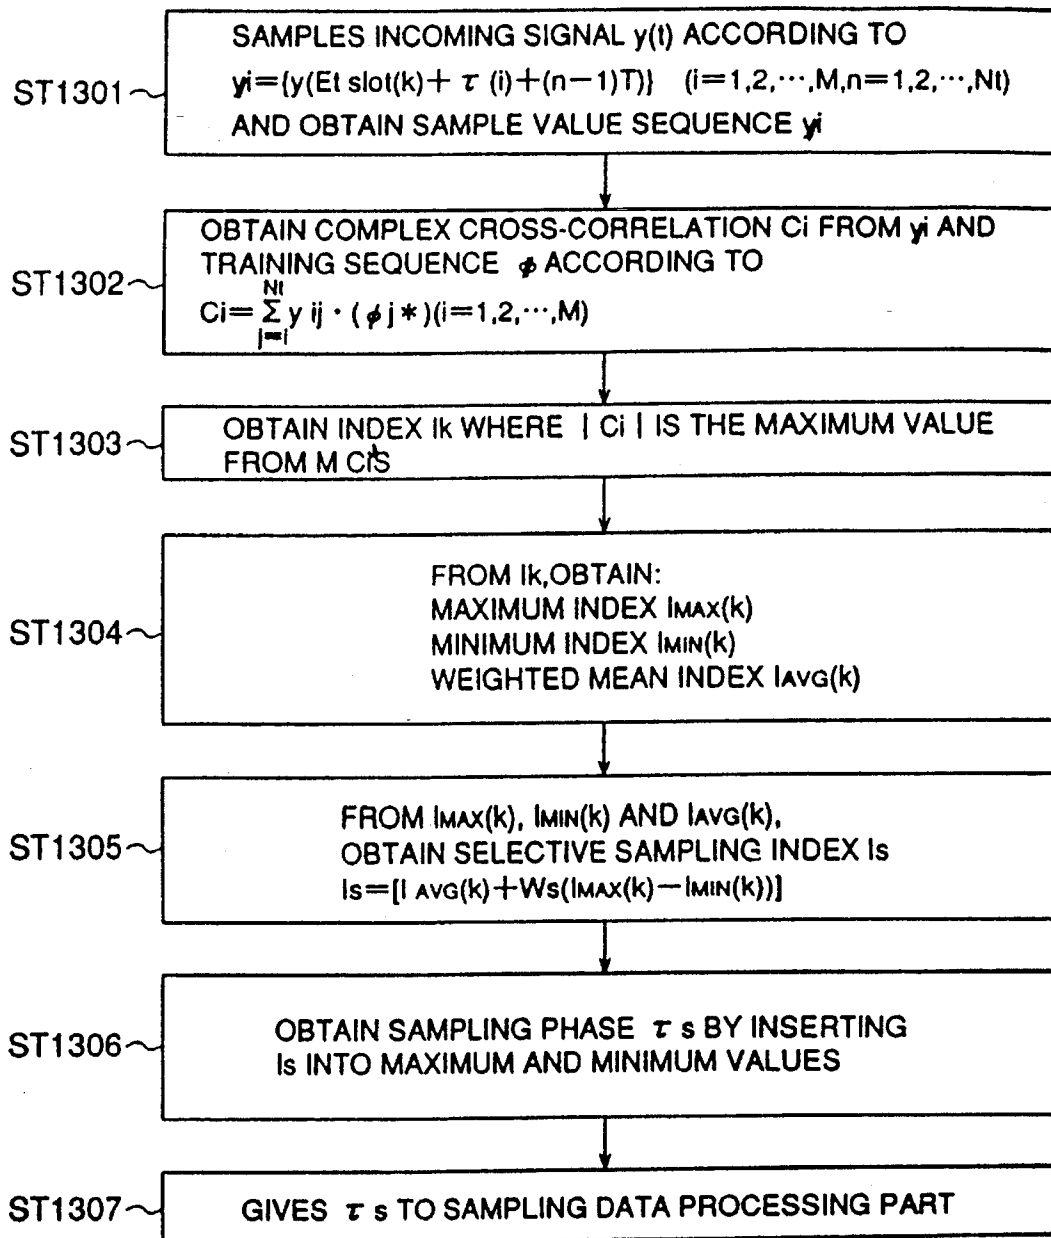 ST1301
SAMPLES INCOMING SIGNAL y(t) ACCORDING TO
yi={y(Et slot(k)+ τ (i)+(n−1)T)} (i=1,2,⋯,M,n=1,2,⋯,Nt)
AND OBTAIN SAMPLE VALUE SEQUENCE yi
ST1302
OBTAIN COMPLEX CROSS-CORRELATION Ci FROM yi AND
TRAINING SEQUENCE ϕ ACCORDING TO
Nt
Ci= Σ y ij · ( ϕ j *)(i=1,2,⋯,M)
j=i
ST1303
OBTAIN INDEX Ik WHERE | Ci | IS THE MAXIMUM VALUE
FROM M Ci'S
ST1304
FROM Ik,OBTAIN:
MAXIMUM INDEX IMAX(k)
MINIMUM INDEX IMIN(k)
WEIGHTED MEAN INDEX IAVG(k)
ST1305
FROM IMAX(k), IMIN(k) AND IAVG(k),
OBTAIN SELECTIVE SAMPLING INDEX Is
Is=[I AVG(k)+Ws(IMAX(k)−IMIN(k))]
ST1306
OBTAIN SAMPLING PHASE τ s BY INSERTING
Is INTO MAXIMUM AND MINIMUM VALUES
ST1307
GIVES τ s TO SAMPLING DATA PROCESSING PART